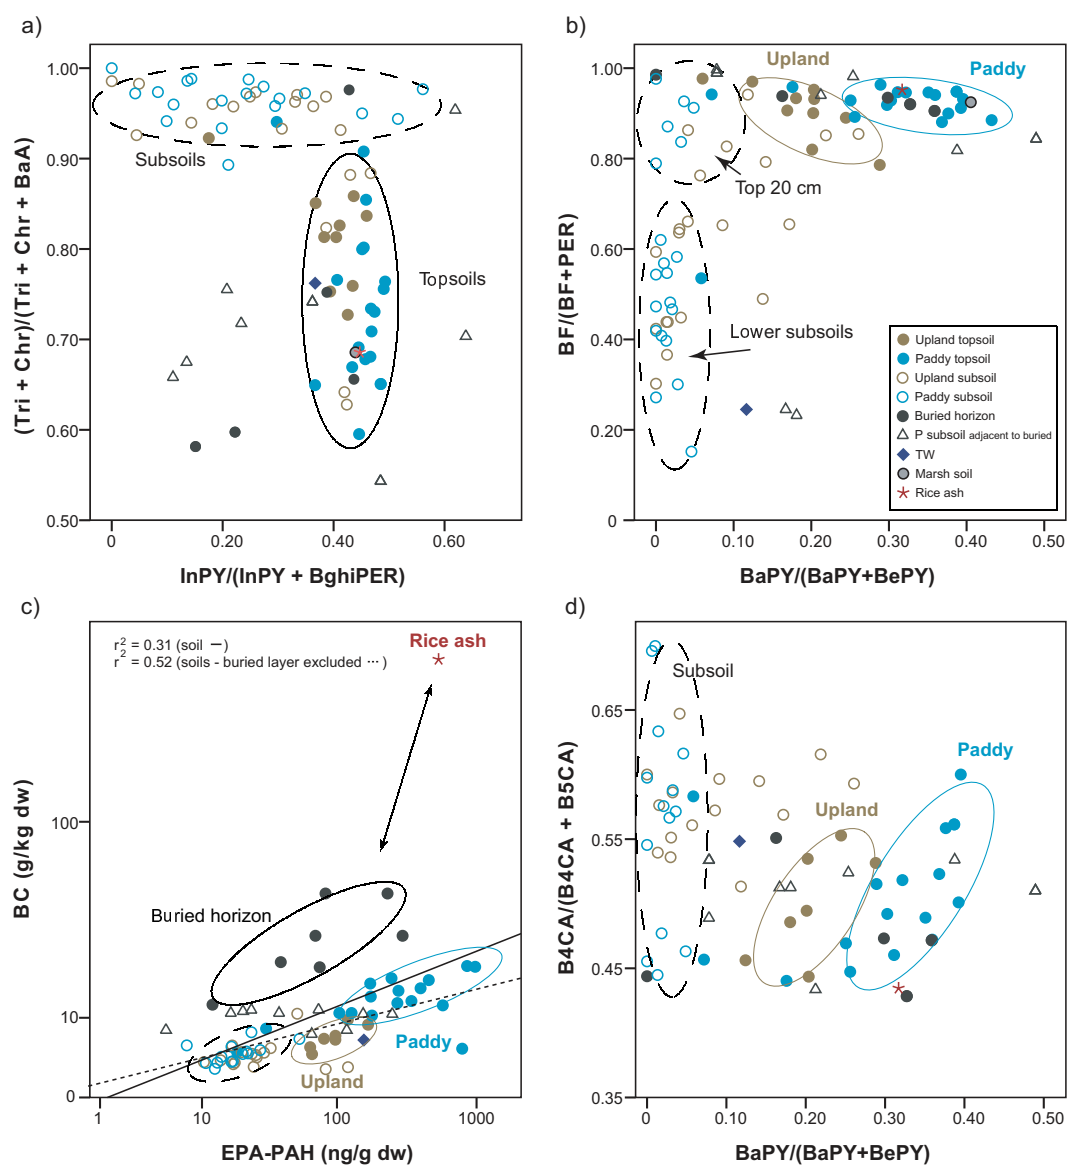 a)
1.00
0.90
0.80
0.70
0.60
0.50
(Tri + Chr)/(Tri + Chr + BaA)
Subsoils
Topsoils
0
0.20
0.40
0.60
InPY/(InPY + BghiPER)
b)
1.00
0.80
0.60
0.40
0.20
0
BF/(BF+PER)
Upland
Paddy
Top 20 cm
Lower subsoils
Upland topsoil
Paddy topsoil
Upland subsoil
Paddy subsoil
Buried horizon
P subsoil adjacent to buried
TW
Marsh soil
Rice ash
0
0.10
0.20
0.30
0.40
0.50
BaPY/(BaPY+BePY)
c)
r2 = 0.31 (soil —)
r2 = 0.52 (soils - buried layer excluded ···)
Rice ash
100
10
0
BC (g/kg dw)
Buried horizon
Paddy
Upland
1
10
100
1000
EPA-PAH (ng/g dw)
d)
0.65
0.55
0.45
0.35
B4CA/(B4CA + B5CA)
Subsoil
Paddy
Upland
0
0.10
0.20
0.30
0.40
0.50
BaPY/(BaPY+BePY)